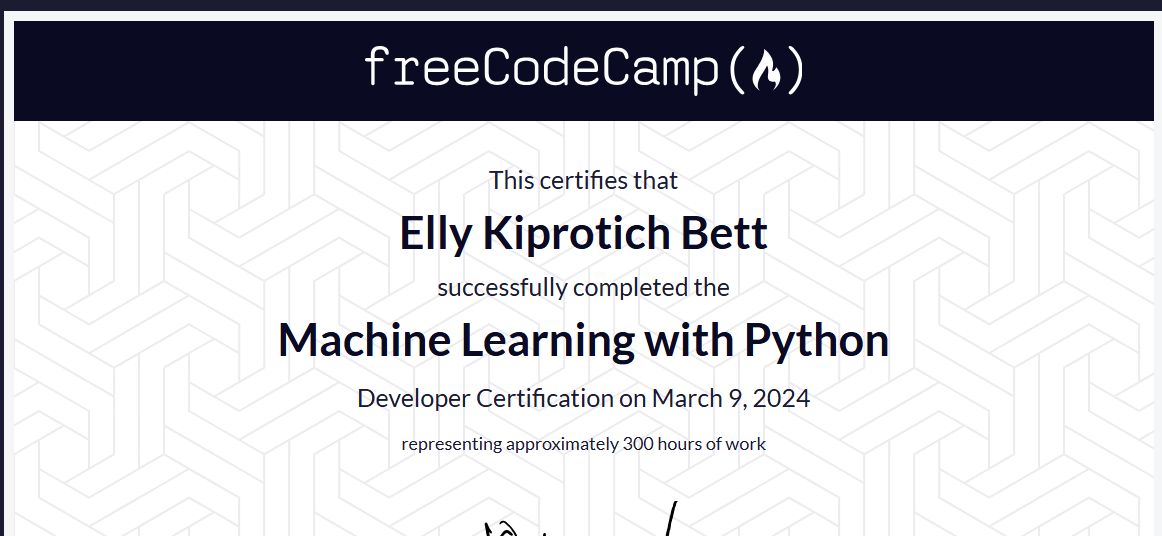 freeCodeCamp
This certifies that
Elly Kiprotich Bett
successfully completed the
Machine Learning with Python
Developer Certification on March 9, 2024
representing approximately 300 hours of work